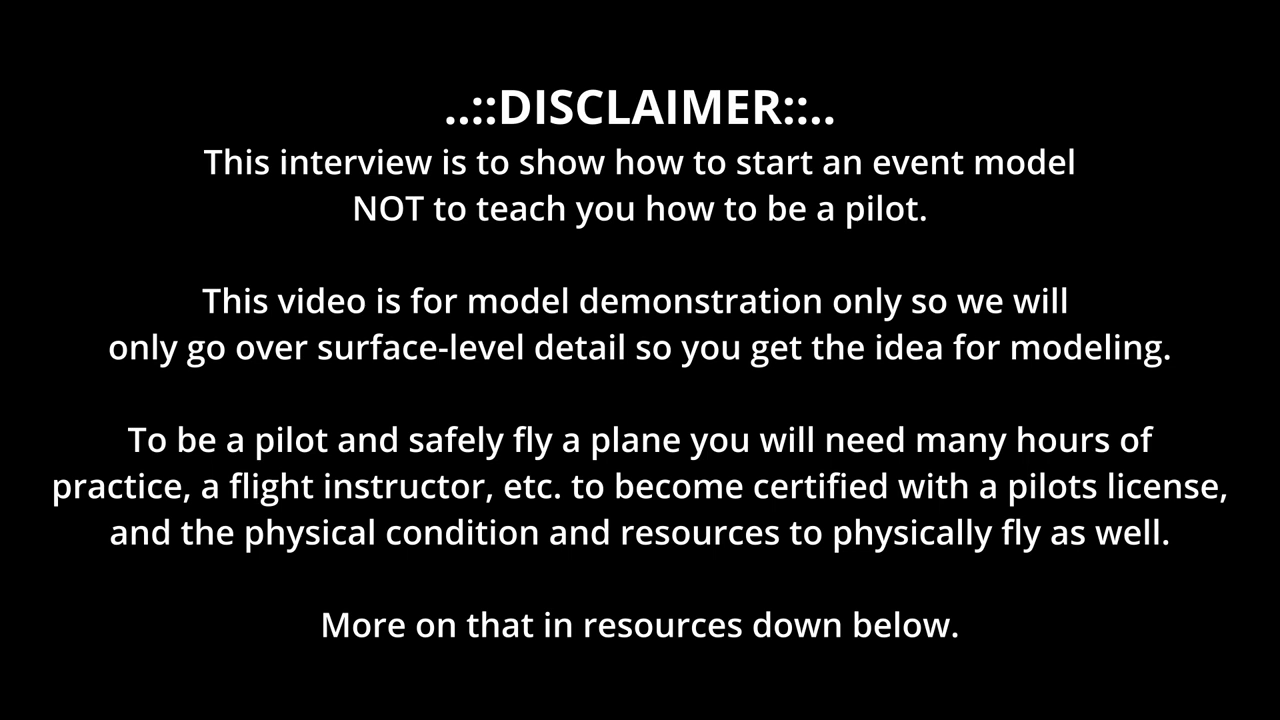 ..::DISCLAIMER::..
This interview is to show how to start an event model
NOT to teach you how to be a pilot.
This video is for model demonstration only so we will
only go over surface-level detail so you get the idea for modeling.
To be a pilot and safely fly a plane you will need many hours of
practice, a flight instructor, etc. to become certified with a pilots license,
and the physical condition and resources to physically fly as well.
More on that in resources down below.